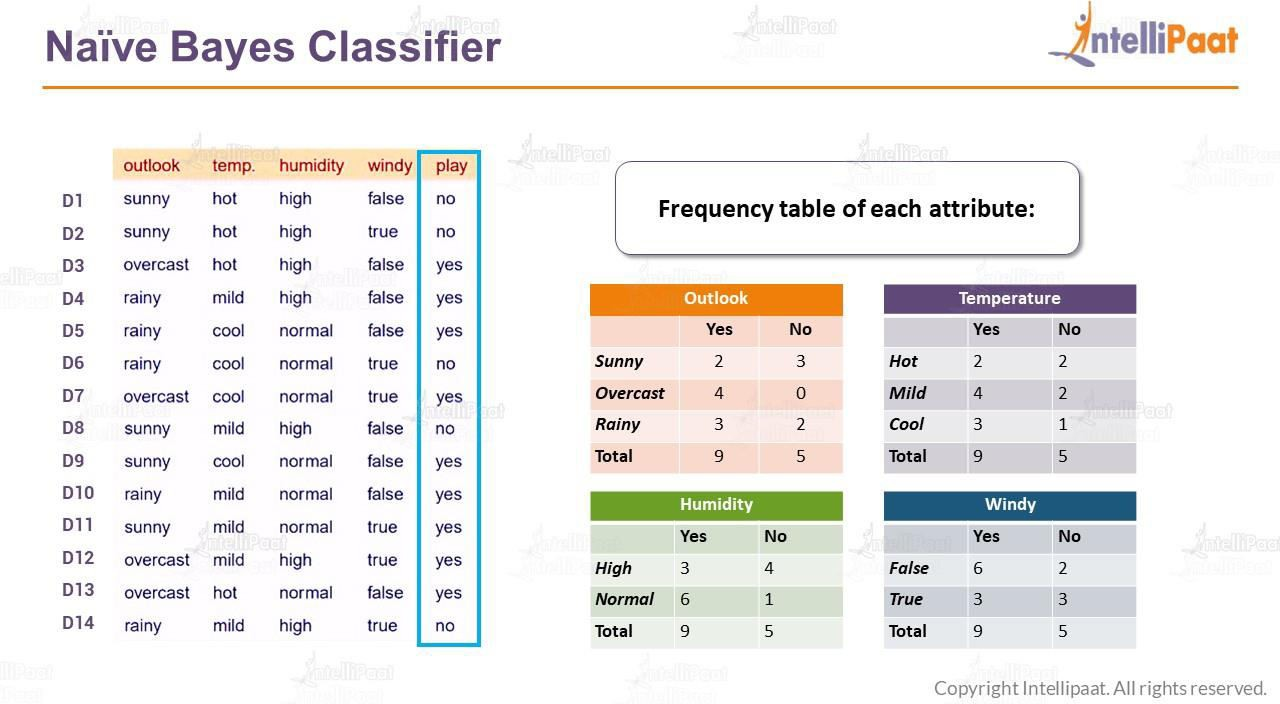 Naïve Bayes Classifier
IntelliPaat
outlook temp. humidity windy play
D1 sunny hot high false no
D2 sunny hot high true no
D3 overcast hot high false yes
D4 rainy mild high false yes
D5 rainy cool normal false yes
D6 rainy cool normal true no
D7 overcast cool normal true yes
D8 sunny mild high false no
D9 sunny cool normal false yes
D10 rainy mild normal false yes
D11 sunny mild normal true yes
D12 overcast mild high true yes
D13 overcast hot normal false yes
D14 rainy mild high true no
Frequency table of each attribute:
Outlook
Yes No
Sunny 2 3
Overcast 4 0
Rainy 3 2
Total 9 5
Temperature
Yes No
Hot 2 2
Mild 4 2
Cool 3 1
Total 9 5
Humidity
Yes No
High 3 4
Normal 6 1
Total 9 5
Windy
Yes No
False 6 2
True 3 3
Total 9 5
Copyright Intellipaat. All rights reserved.